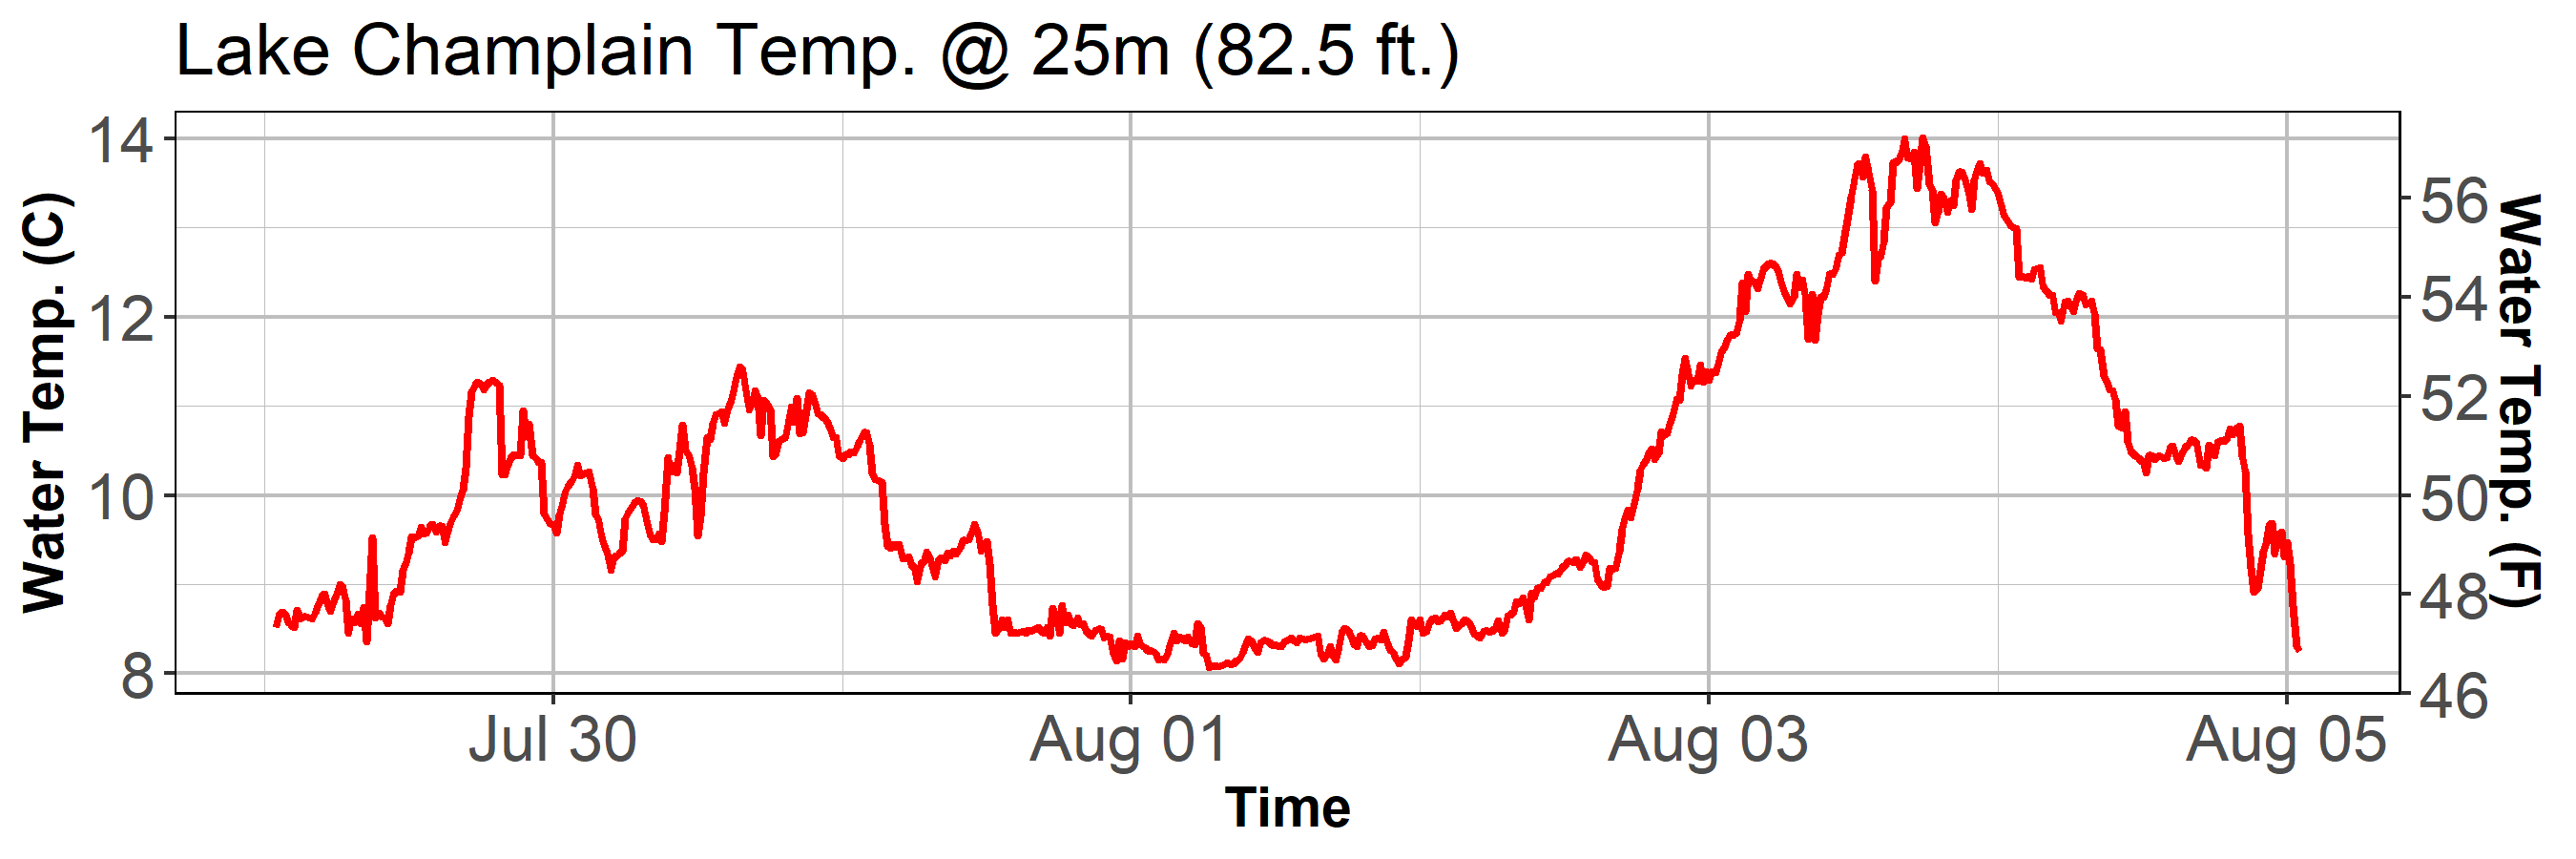 Lake Champlain Temp. @ 25m (82.5 ft.)
Water Temp. (C)
14
12
10
8
56
54
52
50
48
46
Water Temp. (F)
Jul 30
Aug 01
Aug 03
Aug 05
Time